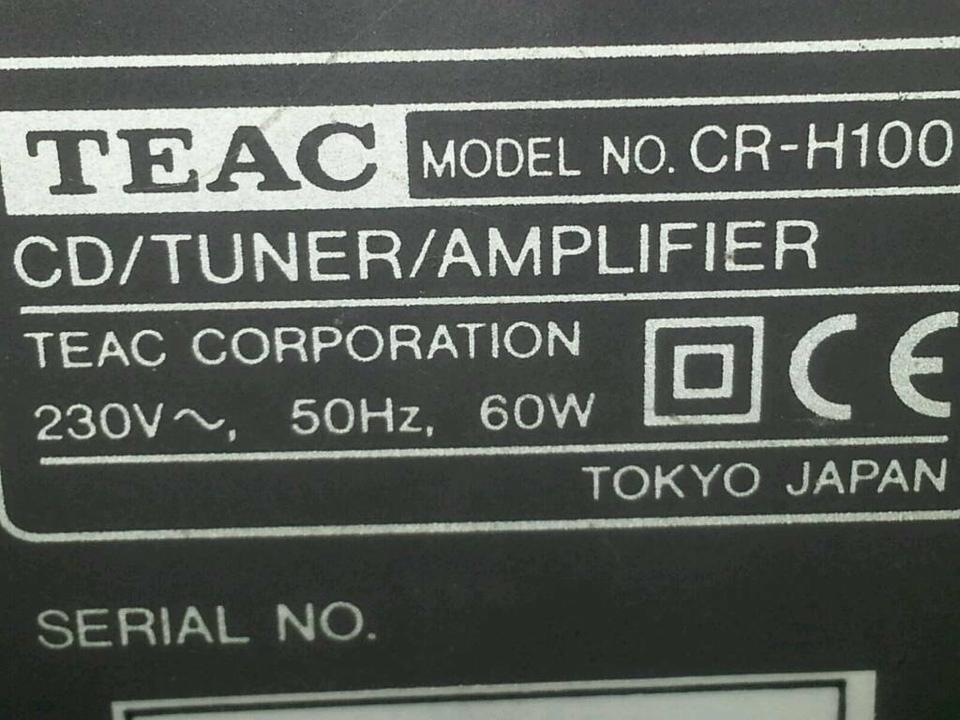 TEAC MODEL NO. CR-H100
CD/TUNER/AMPLIFIER
TEAC CORPORATION
230V~, 50Hz, 60W CE
TOKYO JAPAN
SERIAL NO.